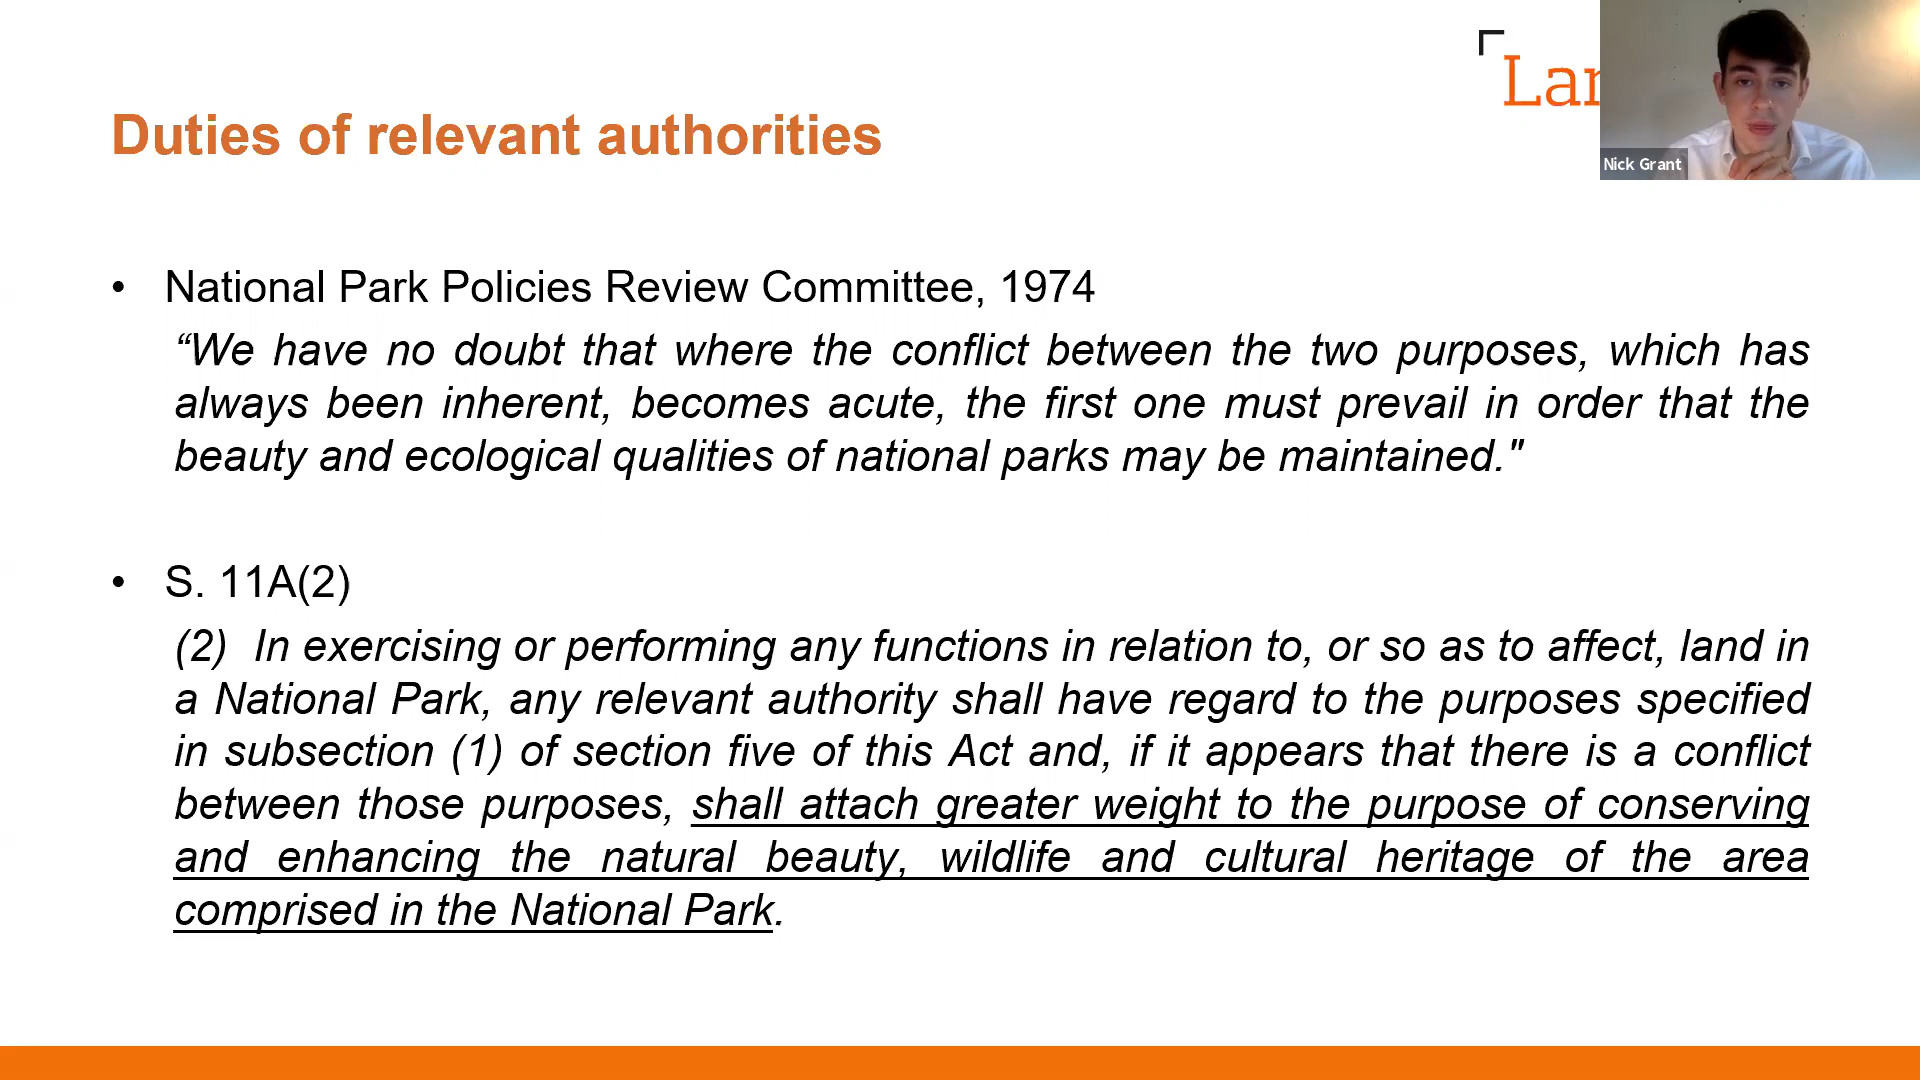 Lan
Nick Grant
Duties of relevant authorities
• National Park Policies Review Committee, 1974
“We have no doubt that where the conflict between the two purposes, which has
always been inherent, becomes acute, the first one must prevail in order that the
beauty and ecological qualities of national parks may be maintained."
• S. 11A(2)
(2) In exercising or performing any functions in relation to, or so as to affect, land in
a National Park, any relevant authority shall have regard to the purposes specified
in subsection (1) of section five of this Act and, if it appears that there is a conflict
between those purposes, shall attach greater weight to the purpose of conserving
and enhancing the natural beauty, wildlife and cultural heritage of the area
comprised in the National Park.